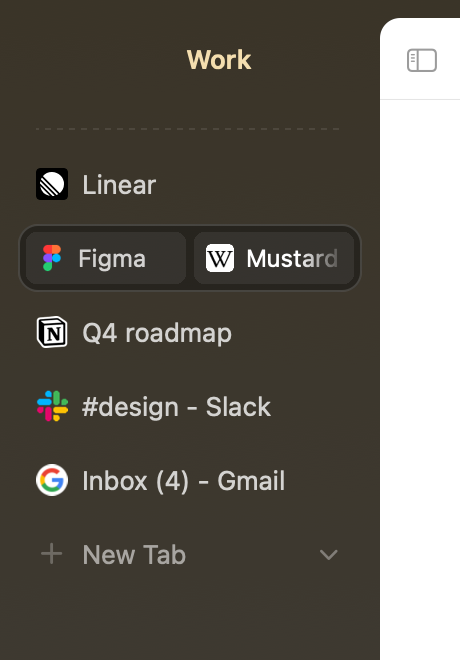 Work
Linear
Figma Mustard
Q4 roadmap
#design - Slack
Inbox (4) - Gmail
New Tab